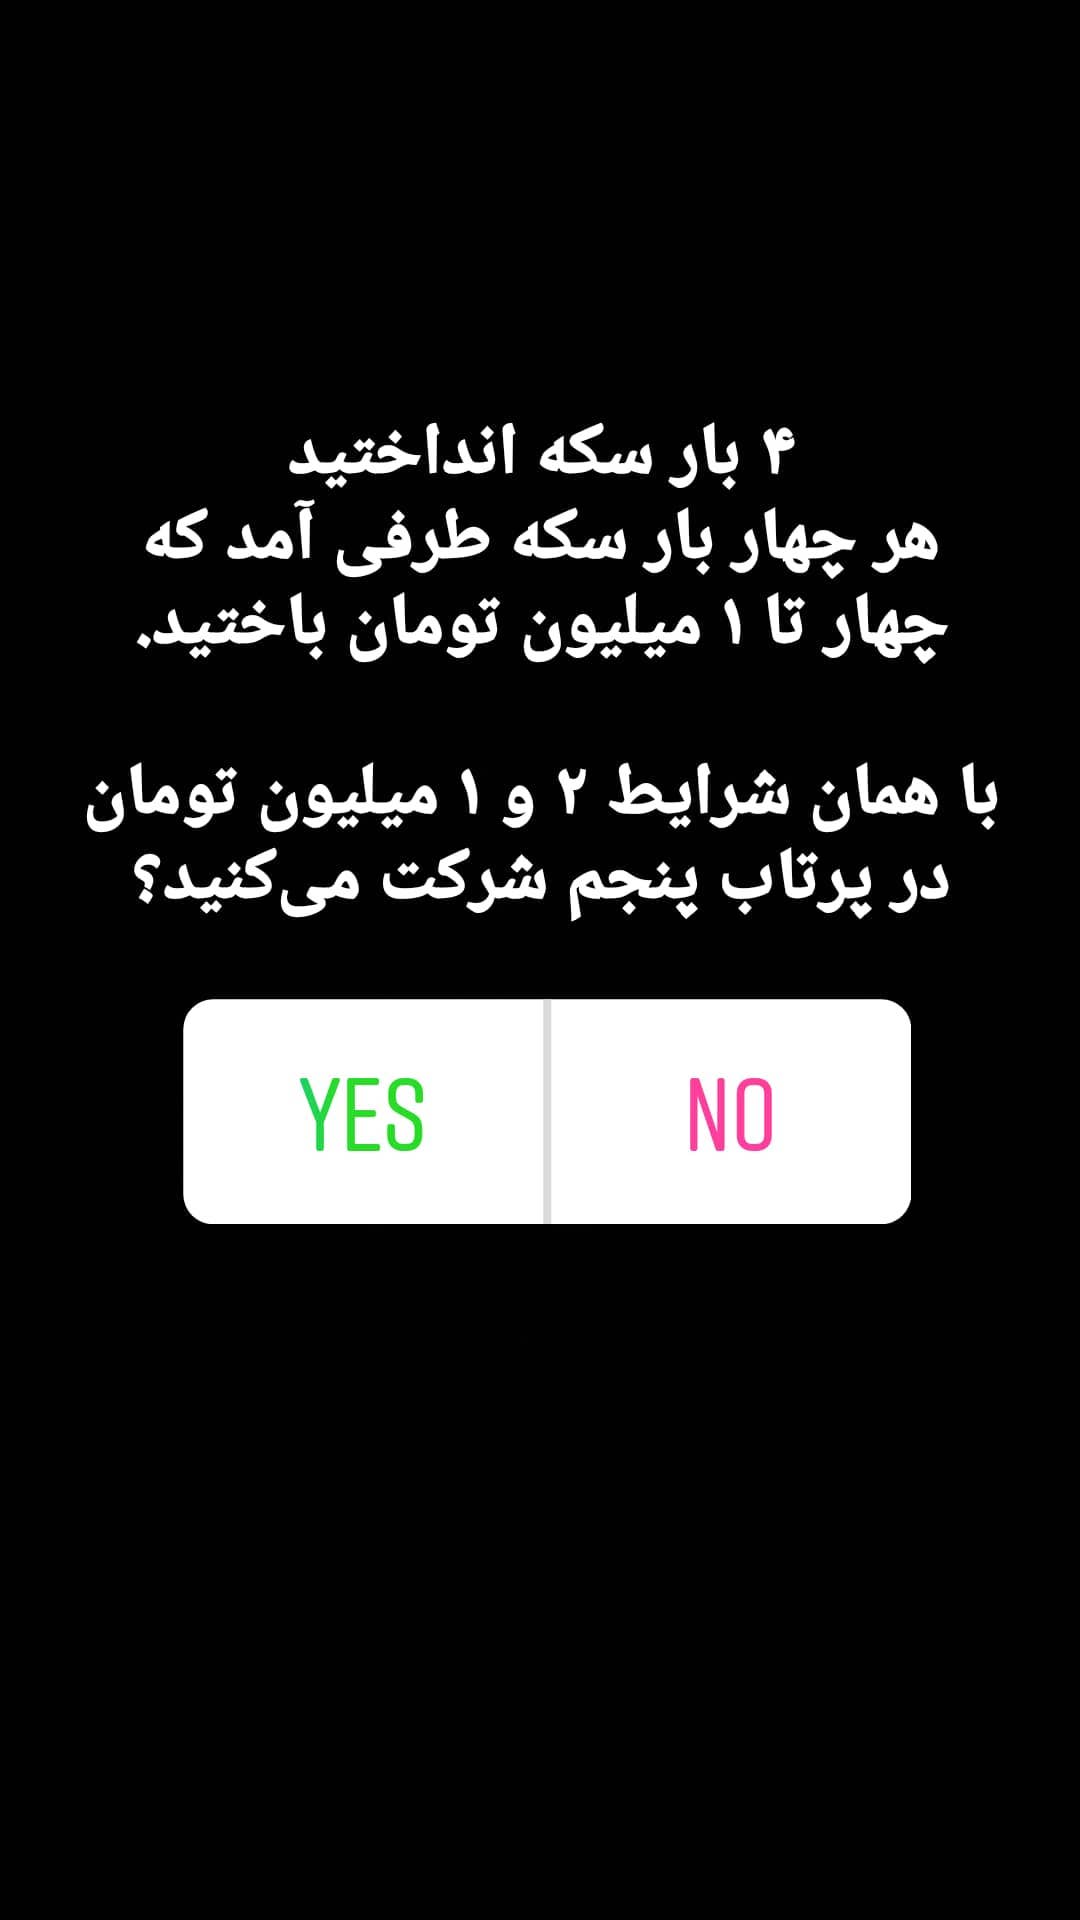 ۴ بار سکه انداختید
هر چهار بار سکه طرفی آمد که
چهار تا ۱ میلیون تومان باختید.
با همان شرایط ۲ و ۱ میلیون تومان
در پرتاب پنجم شرکت می‌کنید؟
YES NO